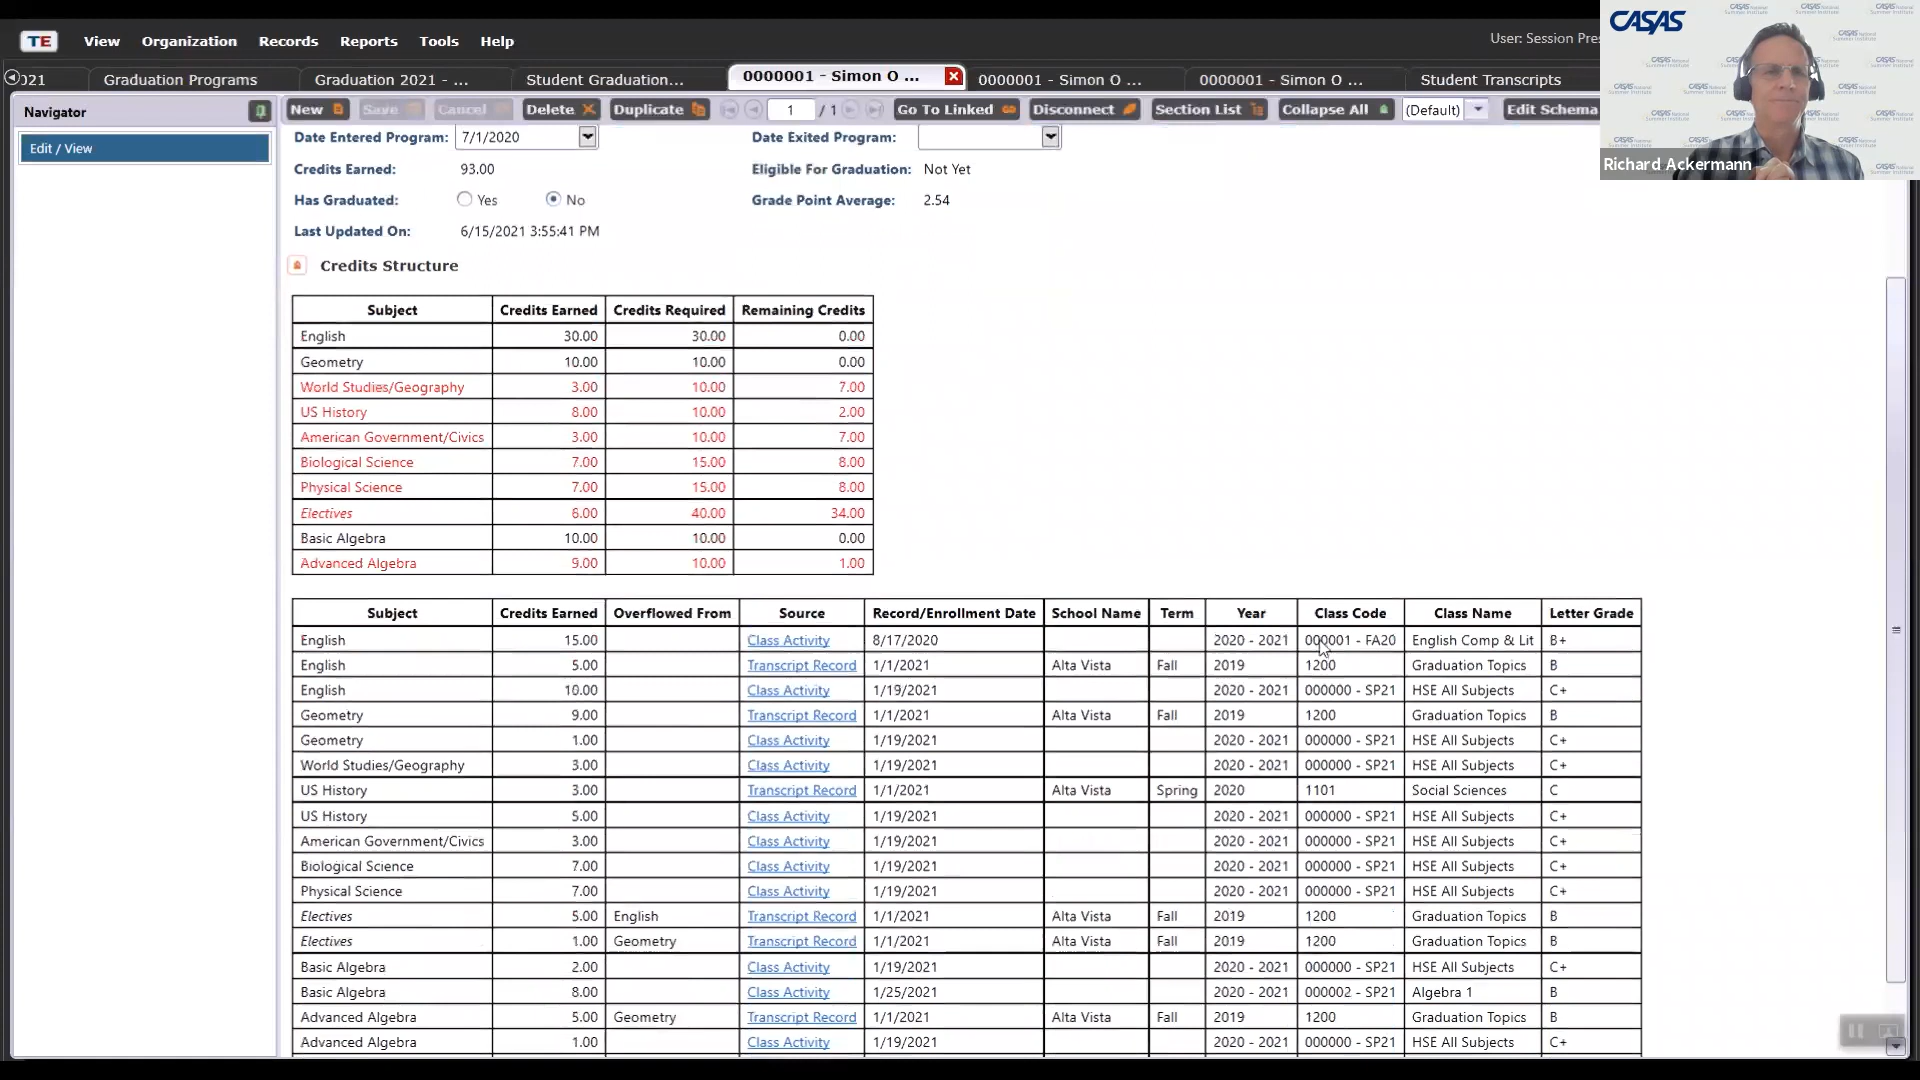 CASAS
TE View Organization Records Reports Tools Help User: Session Pres
021 Graduation Programs Graduation 2021 - ... Student Graduation... 0000001 - Simon O ... 0000001 - Simon O ... 0000001 - Simon O ... Student Transcripts
Navigator
New Save Cancel Delete Duplicate 1 / 1 Go To Linked Disconnect Section List Collapse All (Default) Edit Schema
Edit / View
Date Entered Program: 7/1/2020 Date Exited Program:
Richard Ackermann
Credits Earned: 93.00 Eligible For Graduation: Not Yet
Has Graduated: Yes No Grade Point Average: 2.54
Last Updated On: 6/15/2021 3:55:41 PM
Credits Structure
Subject Credits Earned Credits Required Remaining Credits
English 30.00 30.00 0.00
Geometry 10.00 10.00 0.00
World Studies/Geography 3.00 10.00 7.00
US History 8.00 10.00 2.00
American Government/Civics 3.00 10.00 7.00
Biological Science 7.00 15.00 8.00
Physical Science 7.00 15.00 8.00
Electives 6.00 40.00 34.00
Basic Algebra 10.00 10.00 0.00
Advanced Algebra 9.00 10.00 1.00
Subject Credits Earned Overflowed From Source Record/Enrollment Date School Name Term Year Class Code Class Name Letter Grade
English 15.00 Class Activity 8/17/2020 2020 - 2021 000001 - FA20 English Comp & Lit B+
English 5.00 Transcript Record 1/1/2021 Alta Vista Fall 2019 1200 Graduation Topics B
English 10.00 Class Activity 1/19/2021 2020 - 2021 000000 - SP21 HSE All Subjects C+
Geometry 9.00 Transcript Record 1/1/2021 Alta Vista Fall 2019 1200 Graduation Topics B
Geometry 1.00 Class Activity 1/19/2021 2020 - 2021 000000 - SP21 HSE All Subjects C+
World Studies/Geography 3.00 Class Activity 1/19/2021 2020 - 2021 000000 - SP21 HSE All Subjects C+
US History 3.00 Transcript Record 1/1/2021 Alta Vista Spring 2020 1101 Social Sciences C
US History 5.00 Class Activity 1/19/2021 2020 - 2021 000000 - SP21 HSE All Subjects C+
American Government/Civics 3.00 Class Activity 1/19/2021 2020 - 2021 000000 - SP21 HSE All Subjects C+
Biological Science 7.00 Class Activity 1/19/2021 2020 - 2021 000000 - SP21 HSE All Subjects C+
Physical Science 7.00 Class Activity 1/19/2021 2020 - 2021 000000 - SP21 HSE All Subjects C+
Electives 5.00 English Transcript Record 1/1/2021 Alta Vista Fall 2019 1200 Graduation Topics B
Electives 1.00 Geometry Transcript Record 1/1/2021 Alta Vista Fall 2019 1200 Graduation Topics B
Basic Algebra 2.00 Class Activity 1/19/2021 2020 - 2021 000000 - SP21 HSE All Subjects C+
Basic Algebra 8.00 Class Activity 1/25/2021 2020 - 2021 000002 - SP21 Algebra 1 B
Advanced Algebra 5.00 Geometry Transcript Record 1/1/2021 Alta Vista Fall 2019 1200 Graduation Topics B
Advanced Algebra 1.00 Class Activity 1/19/2021 2020 - 2021 000000 - SP21 HSE All Subjects C+